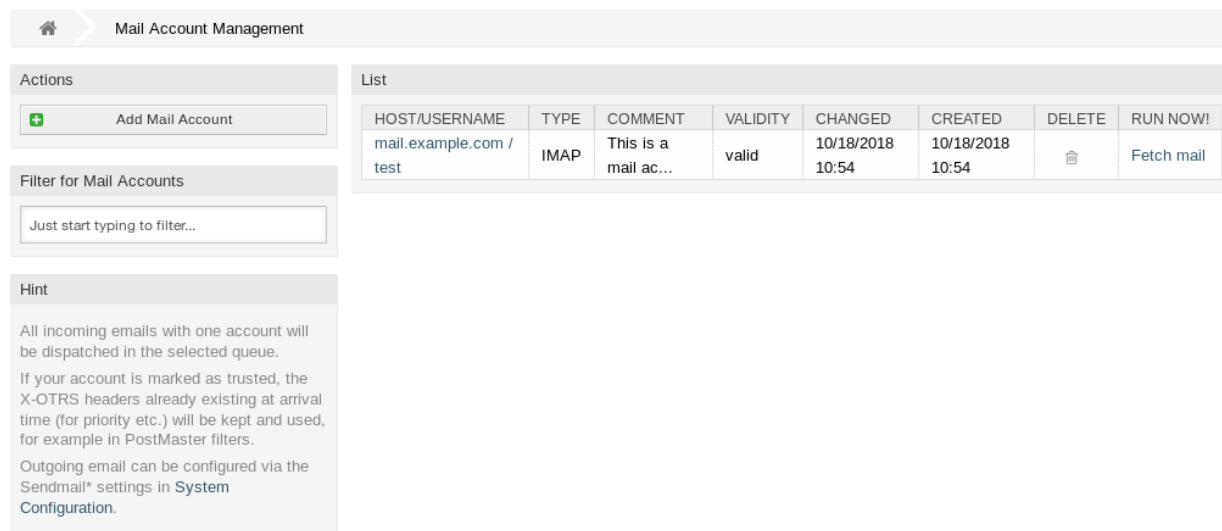 Mail Account Management
Actions
Add Mail Account
Filter for Mail Accounts
Just start typing to filter...
Hint
All incoming emails with one account will
be dispatched in the selected queue.
If your account is marked as trusted, the
X-OTRS headers already existing at arrival
time (for priority etc.) will be kept and used,
for example in PostMaster filters.
Outgoing email can be configured via the
Sendmail* settings in System
Configuration.
List
HOST/USERNAME TYPE COMMENT VALIDITY CHANGED CREATED DELETE RUN NOW!
mail.example.com / This is a 10/18/2018 10/18/2018
IMAP valid Fetch mail
test mail ac... 10:54 10:54